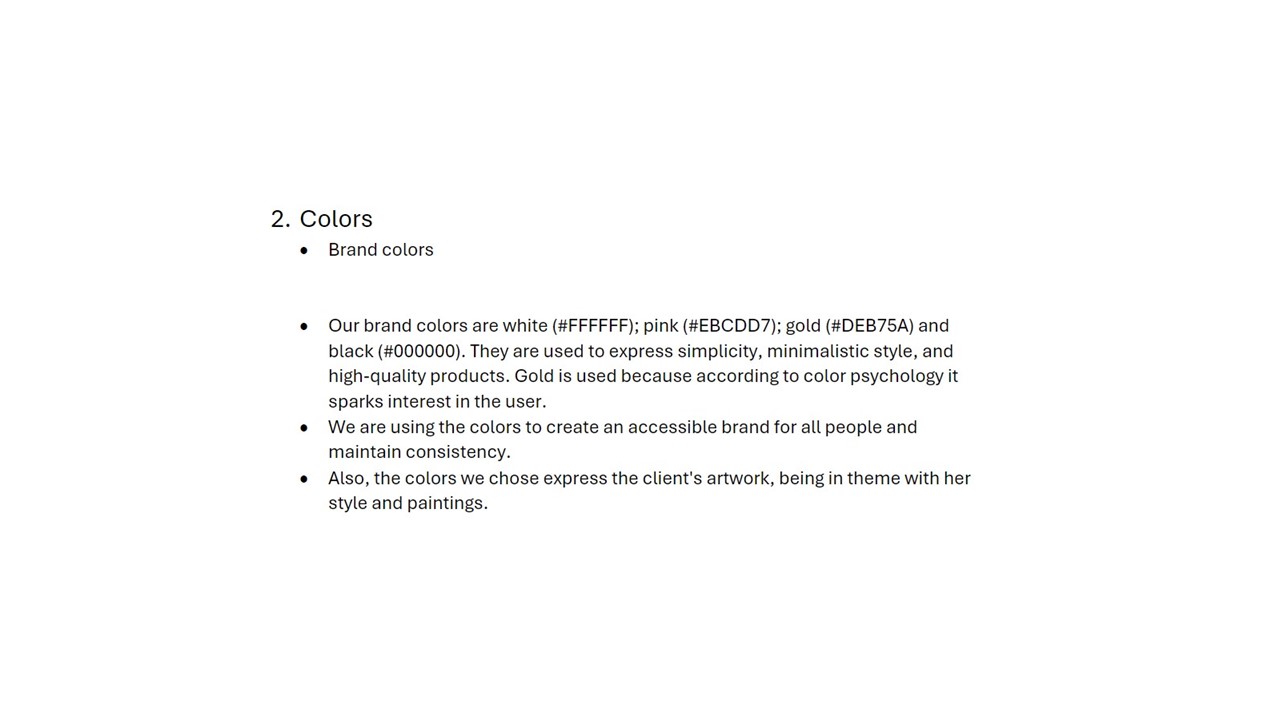 2. Colors
• Brand colors
• Our brand colors are white (#FFFFFF); pink (#EBCDD7); gold (#DEB75A) and
black (#000000). They are used to express simplicity, minimalistic style, and
high-quality products. Gold is used because according to color psychology it
sparks interest in the user.
• We are using the colors to create an accessible brand for all people and
maintain consistency.
• Also, the colors we chose express the client's artwork, being in theme with her
style and paintings.